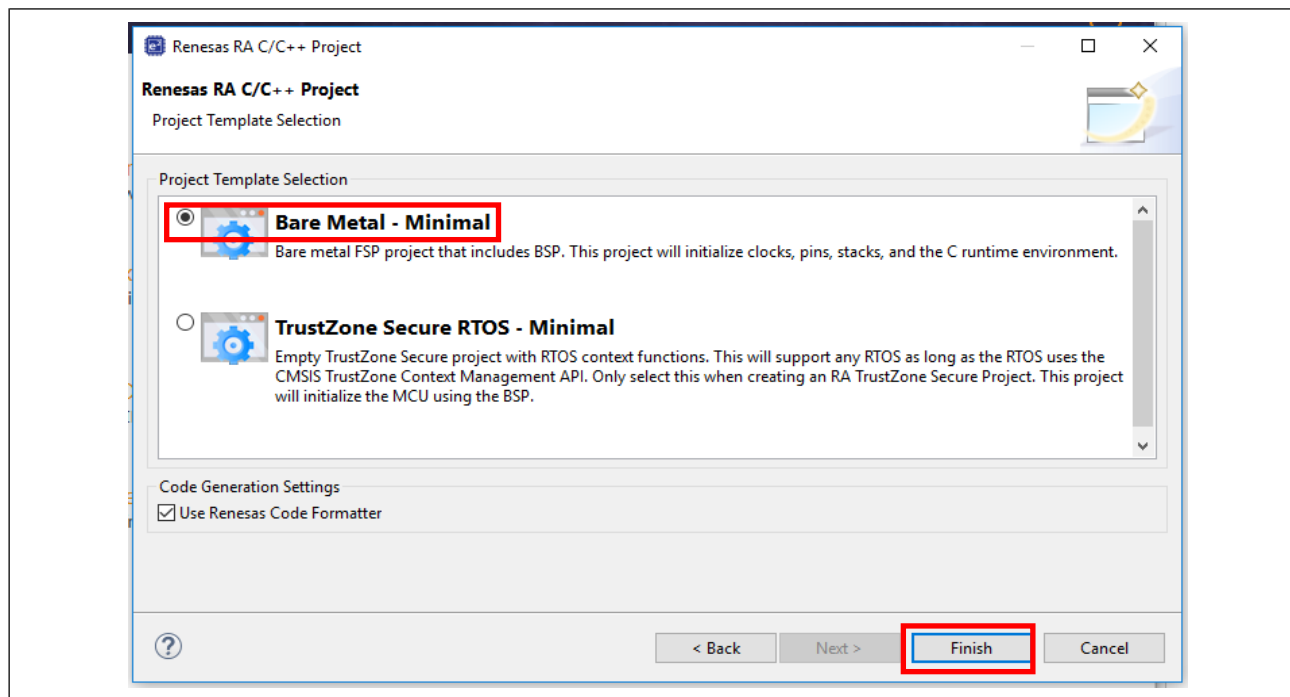 Renesas RA C/C++ Project
Renesas RA C/C++ Project
Project Template Selection
Project Template Selection
Bare Metal - Minimal
Bare metal FSP project that includes BSP. This project will initialize clocks, pins, stacks, and the C runtime environment.
TrustZone Secure RTOS - Minimal
Empty TrustZone Secure project with RTOS context functions. This will support any RTOS as long as the RTOS uses the
CMSIS TrustZone Context Management API. Only select this when creating an RA TrustZone Secure Project. This project
will initialize the MCU using the BSP.
Code Generation Settings
Use Renesas Code Formatter
? < Back Next > Finish Cancel